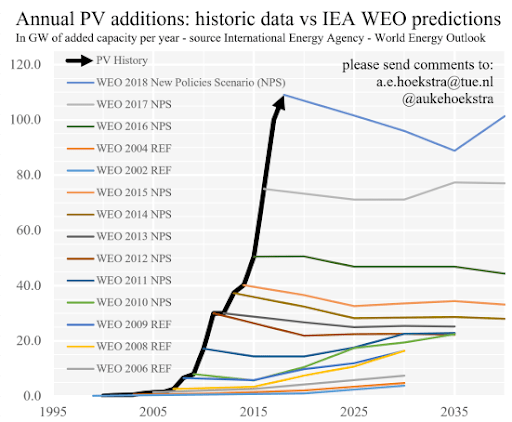 Annual PV additions: historic data vs IEA WEO predictions
In GW of added capacity per year - source International Energy Agency - World Energy Outlook
please send comments to:
a.e.hoekstra@tue.nl
@aukehoekstra
PV History
WEO 2018 New Policies Scenario (NPS)
WEO 2017 NPS
WEO 2016 NPS
WEO 2004 REF
WEO 2002 REF
WEO 2015 NPS
WEO 2014 NPS
WEO 2013 NPS
WEO 2012 NPS
WEO 2011 NPS
WEO 2010 NPS
WEO 2009 REF
WEO 2008 REF
WEO 2006 REF
120.0
100.0
80.0
60.0
40.0
20.0
0.0
1995 2005 2015 2025 2035